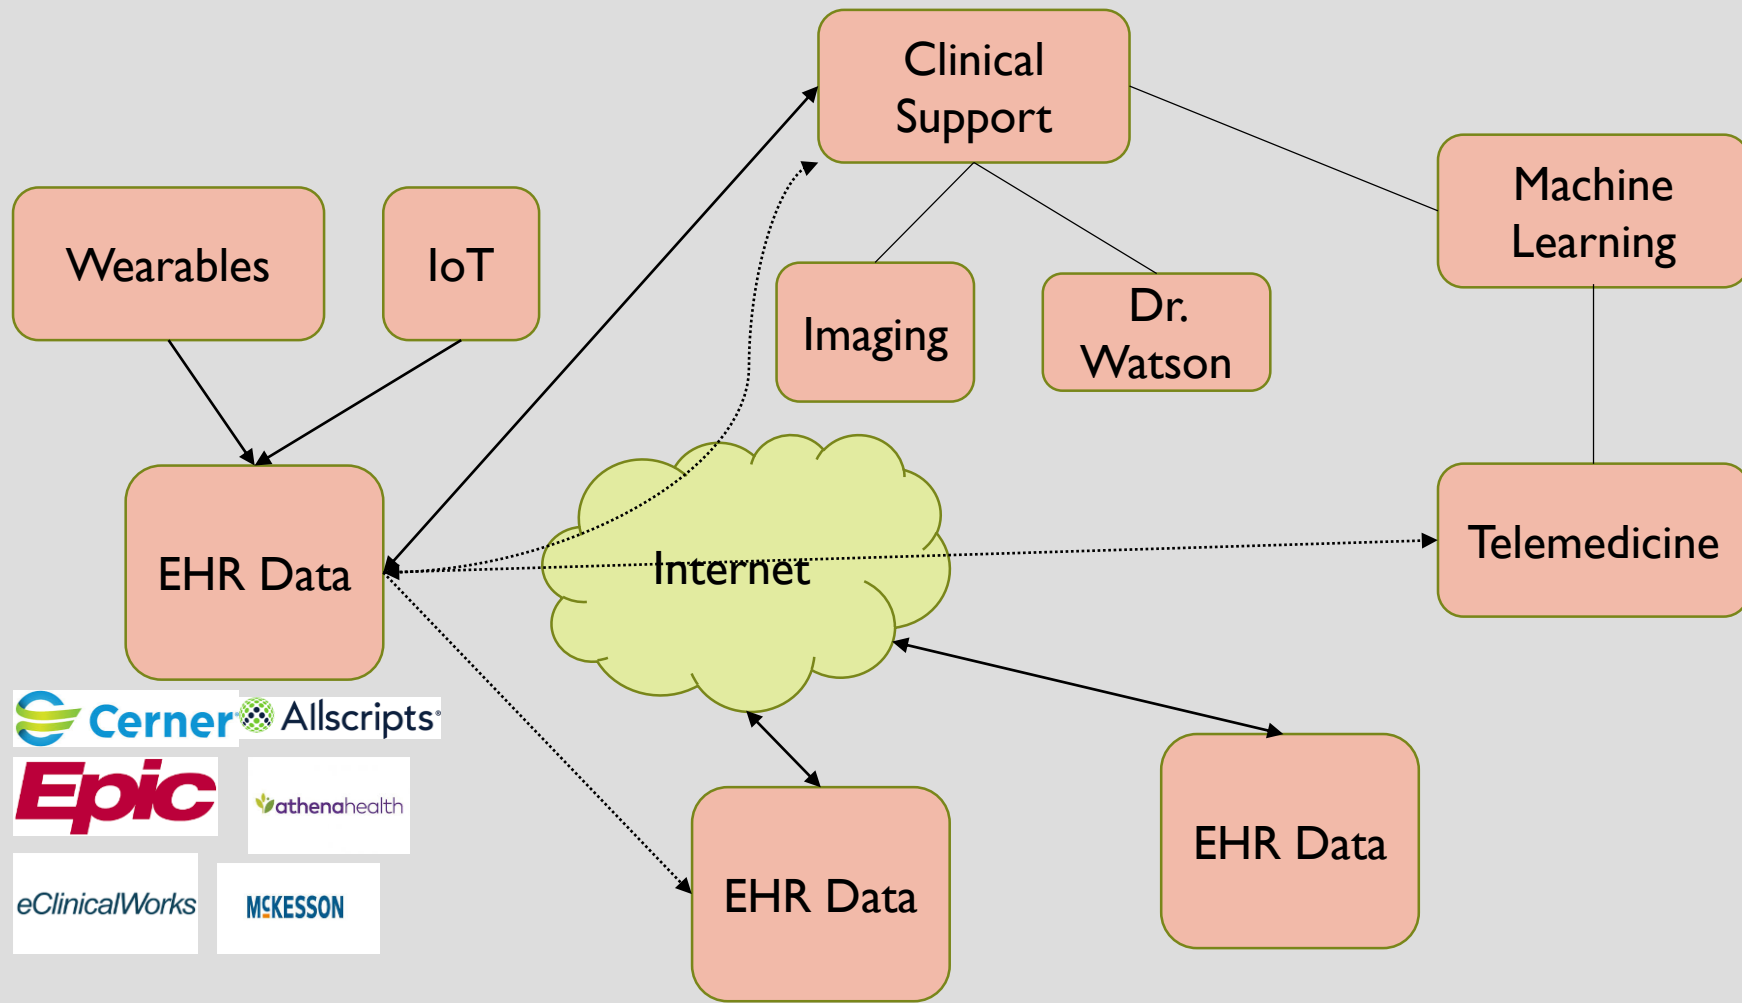 Clinical
Support
Machine
Learning
Wearables
IoT
Imaging
Dr.
Watson
EHR Data
Internet
Telemedicine
Cerner
Allscripts
Epic
athenahealth
eClinicalWorks
MCKESSON
EHR Data
EHR Data